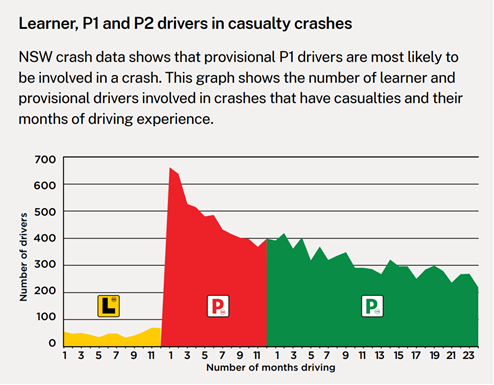 Learner, P1 and P2 drivers in casualty crashes
NSW crash data shows that provisional P1 drivers are most likely to
be involved in a crash. This graph shows the number of learner and
provisional drivers involved in crashes that have casualties and their
months of driving experience.
700
600
500
400
300
200
100
0
Number of drivers
L
P
P
1 3 5 7 9 11 1 3 5 7 9 11 1 3 5 7 9 11 13 15 17 19 21 23
Number of months driving